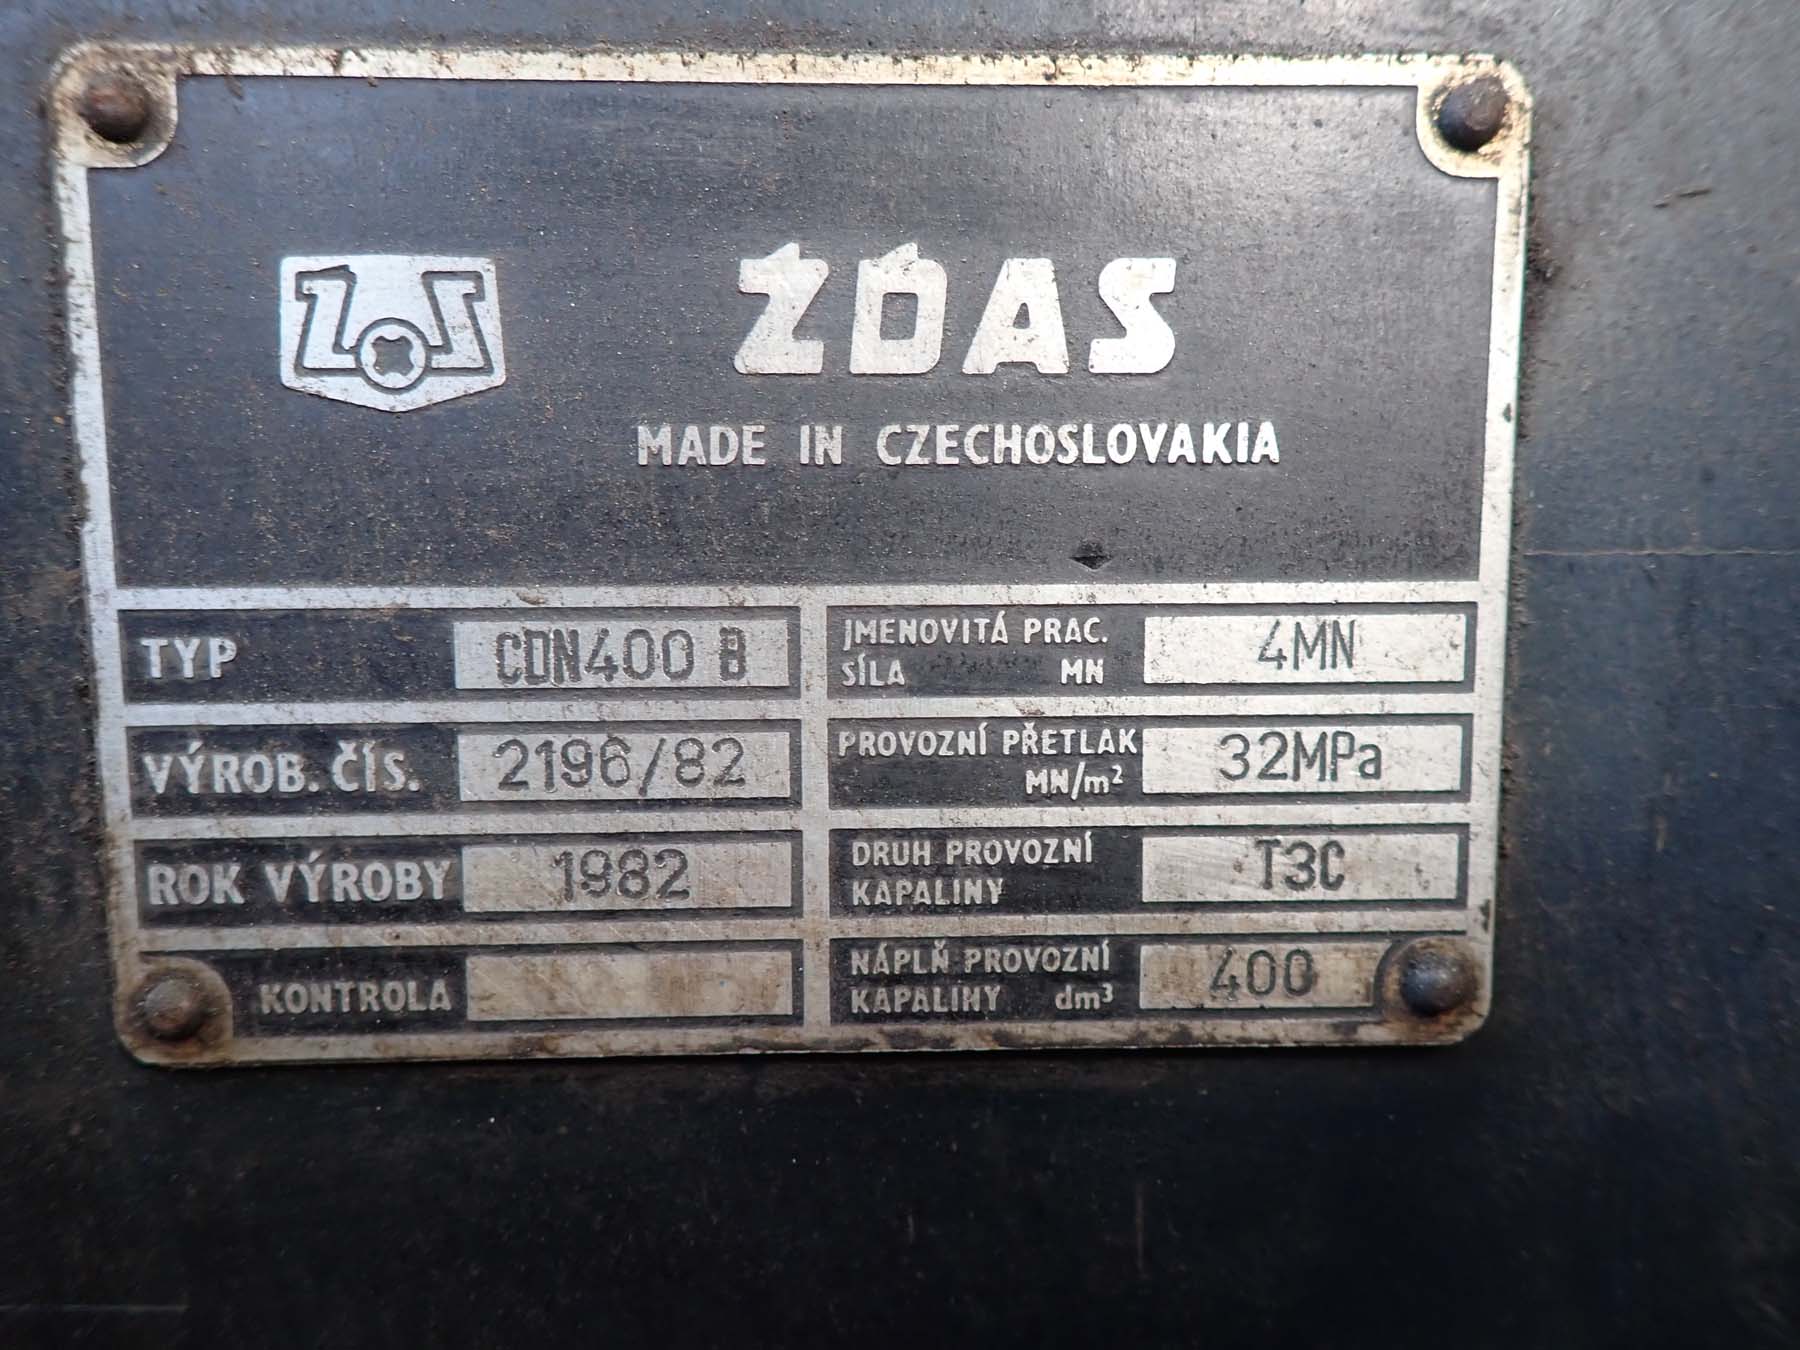 ŽĎAS
MADE IN CZECHOSLOVAKIA
TYP CDN400 B
VÝROB. ČÍS. 2196/82
ROK VÝROBY 1982
KONTROLA
JMENOVITÁ PRAC.
SÍLA MN 4MN
PROVOZNÍ PŘETLAK
MN/m² 32MPa
DRUH PROVOZNÍ
KAPALINY T3C
NÁPLŇ PROVOZNÍ
KAPALINY dm³ 400